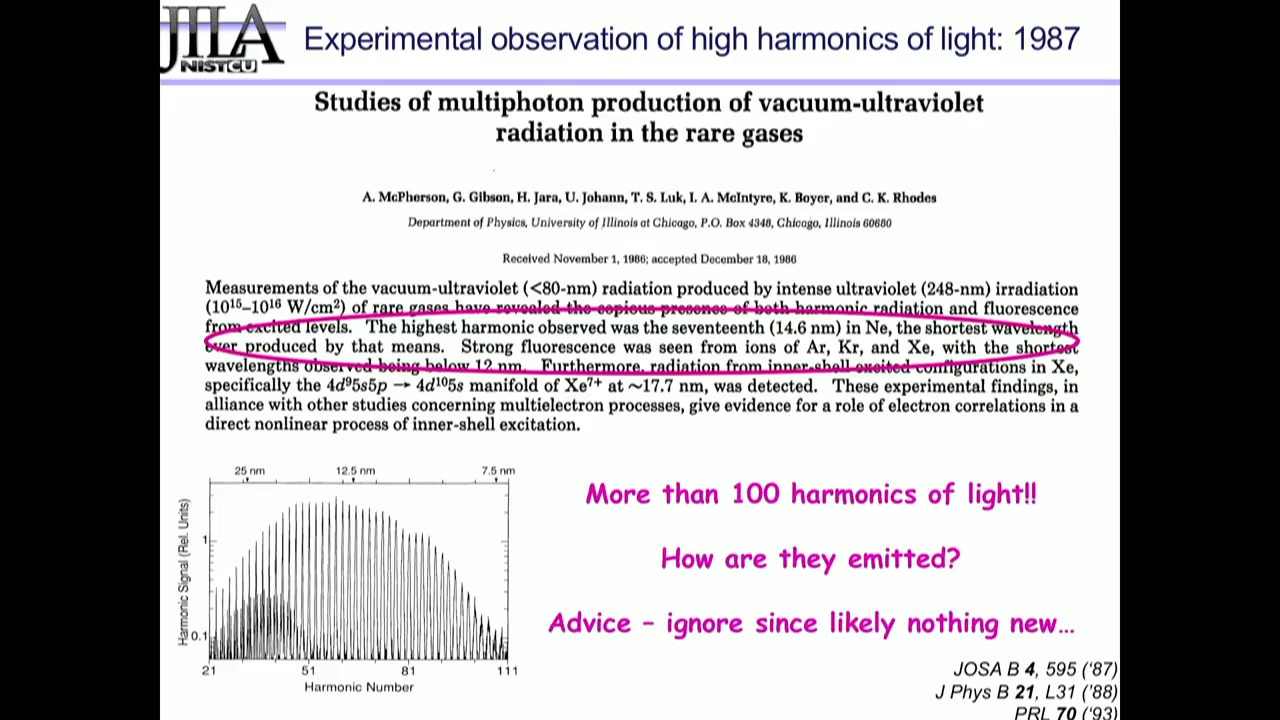 JILA
NIST CU
Experimental observation of high harmonics of light: 1987
Studies of multiphoton production of vacuum-ultraviolet
radiation in the rare gases
A. McPherson, G. Gibson, H. Jara, U. Johann, T. S. Luk, I. A. McIntyre, K. Boyer, and C. K. Rhodes
Department of Physics, University of Illinois at Chicago, P.O. Box 4348, Chicago, Illinois 60680
Received November 1, 1986; accepted December 18, 1986
Measurements of the vacuum-ultraviolet (<80-nm) radiation produced by intense ultraviolet (248-nm) irradiation
(10¹⁵–10¹⁶ W/cm²) of rare gases have revealed the copious presence of both harmonic radiation and fluorescence
from excited levels. The highest harmonic observed was the seventeenth (14.6 nm) in Ne, the shortest wavelength
ever produced by that means. Strong fluorescence was seen from ions of Ar, Kr, and Xe, with the shortest
wavelengths observed being below 12 nm. Furthermore, radiation from inner-shell excited configurations in Xe,
specifically the 4d⁹5s5p → 4d¹⁰5s manifold of Xe⁷⁺ at ~17.7 nm, was detected. These experimental findings, in
alliance with other studies concerning multielectron processes, give evidence for a role of electron correlations in a
direct nonlinear process of inner-shell excitation.
25 nm 12.5 nm 7.5 nm
Harmonic Signal (Rel. Units)
1
0.1
21 51 81 111
Harmonic Number
More than 100 harmonics of light!!
How are they emitted?
Advice – ignore since likely nothing new…
JOSA B 4, 595 ('87)
J Phys B 21, L31 ('88)
PRL 70 ('93)